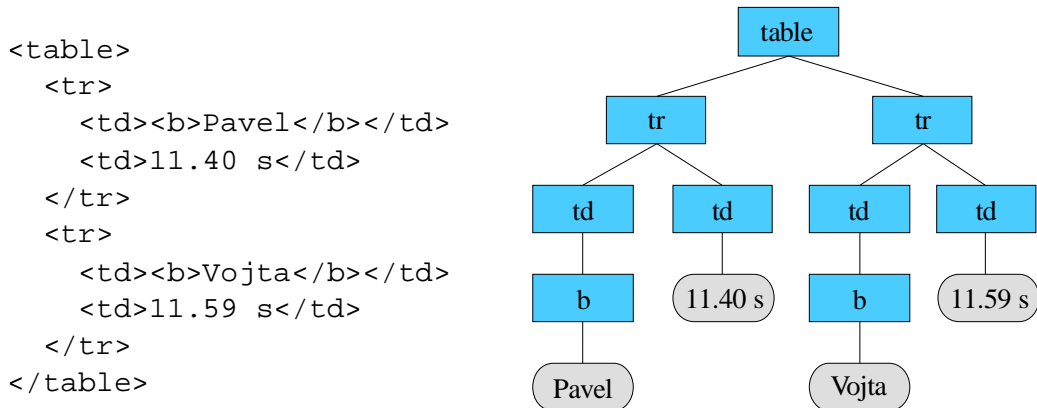 <table>
  <tr>
    <td><b>Pavel</b></td>
    <td>11.40 s</td>
  </tr>
  <tr>
    <td><b>Vojta</b></td>
    <td>11.59 s</td>
  </tr>
</table>
table
tr tr
td td td td
b 11.40 s b 11.59 s
Pavel Vojta